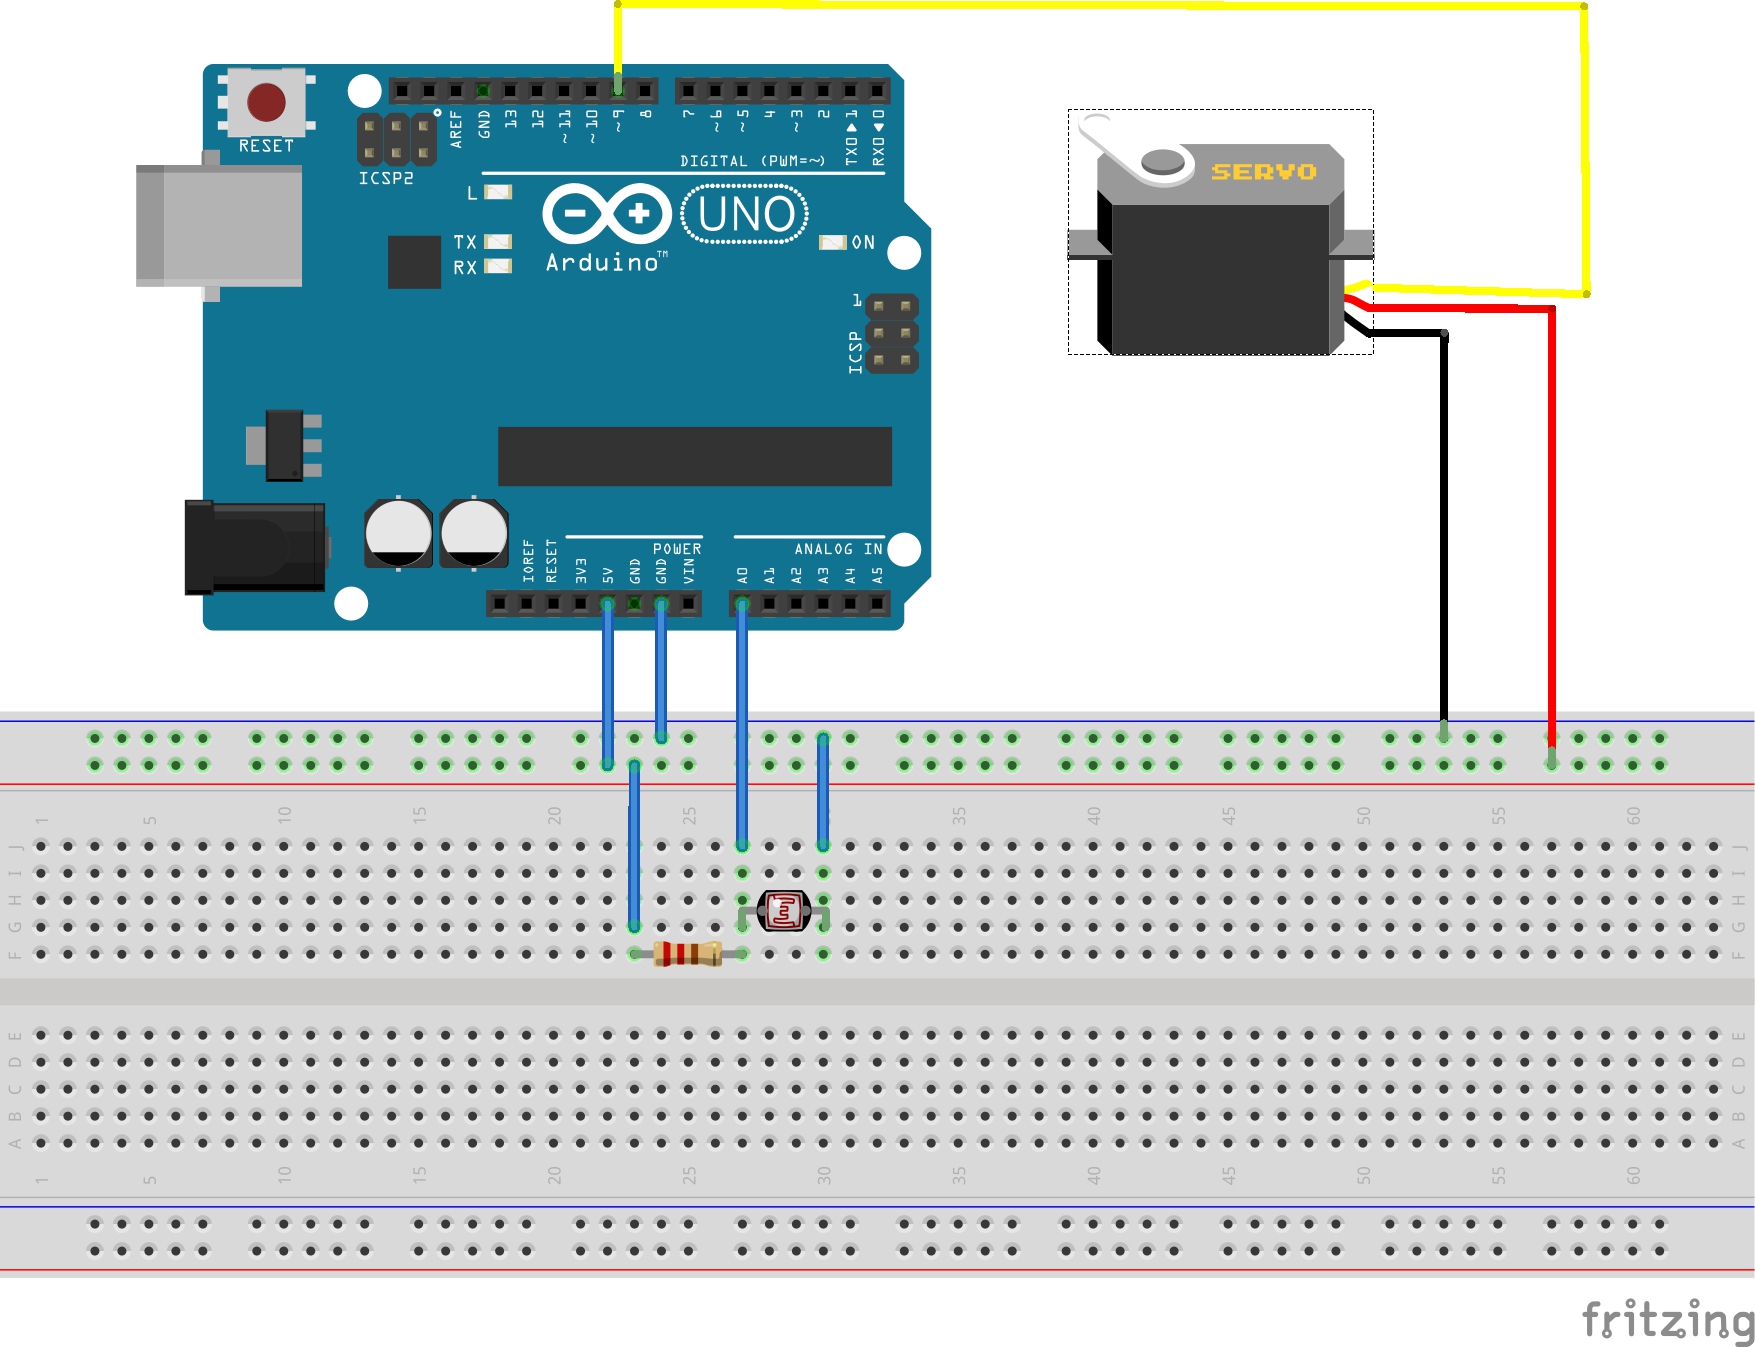 RESET
ICSP2
AREF
GND
13
12
~11
~10
~9
8
7
~6
~5
4
~3
2
TX0▶1
RX0◀0
DIGITAL (PWM=~)
L
TX
RX
UNO
Arduino™
ON
1
ICSP
SERVO
IOREF
RESET
3V3
5V
GND
GND
VIN
POWER
A0
A1
A2
A3
A4
A5
ANALOG IN
1 5 10 15 20 25 35 40 45 50 55 60
J J
I I
H H
G G
F F
E E
D D
C C
B B
A A
1 5 10 15 20 25 30 35 40 45 50 55 60
fritzing